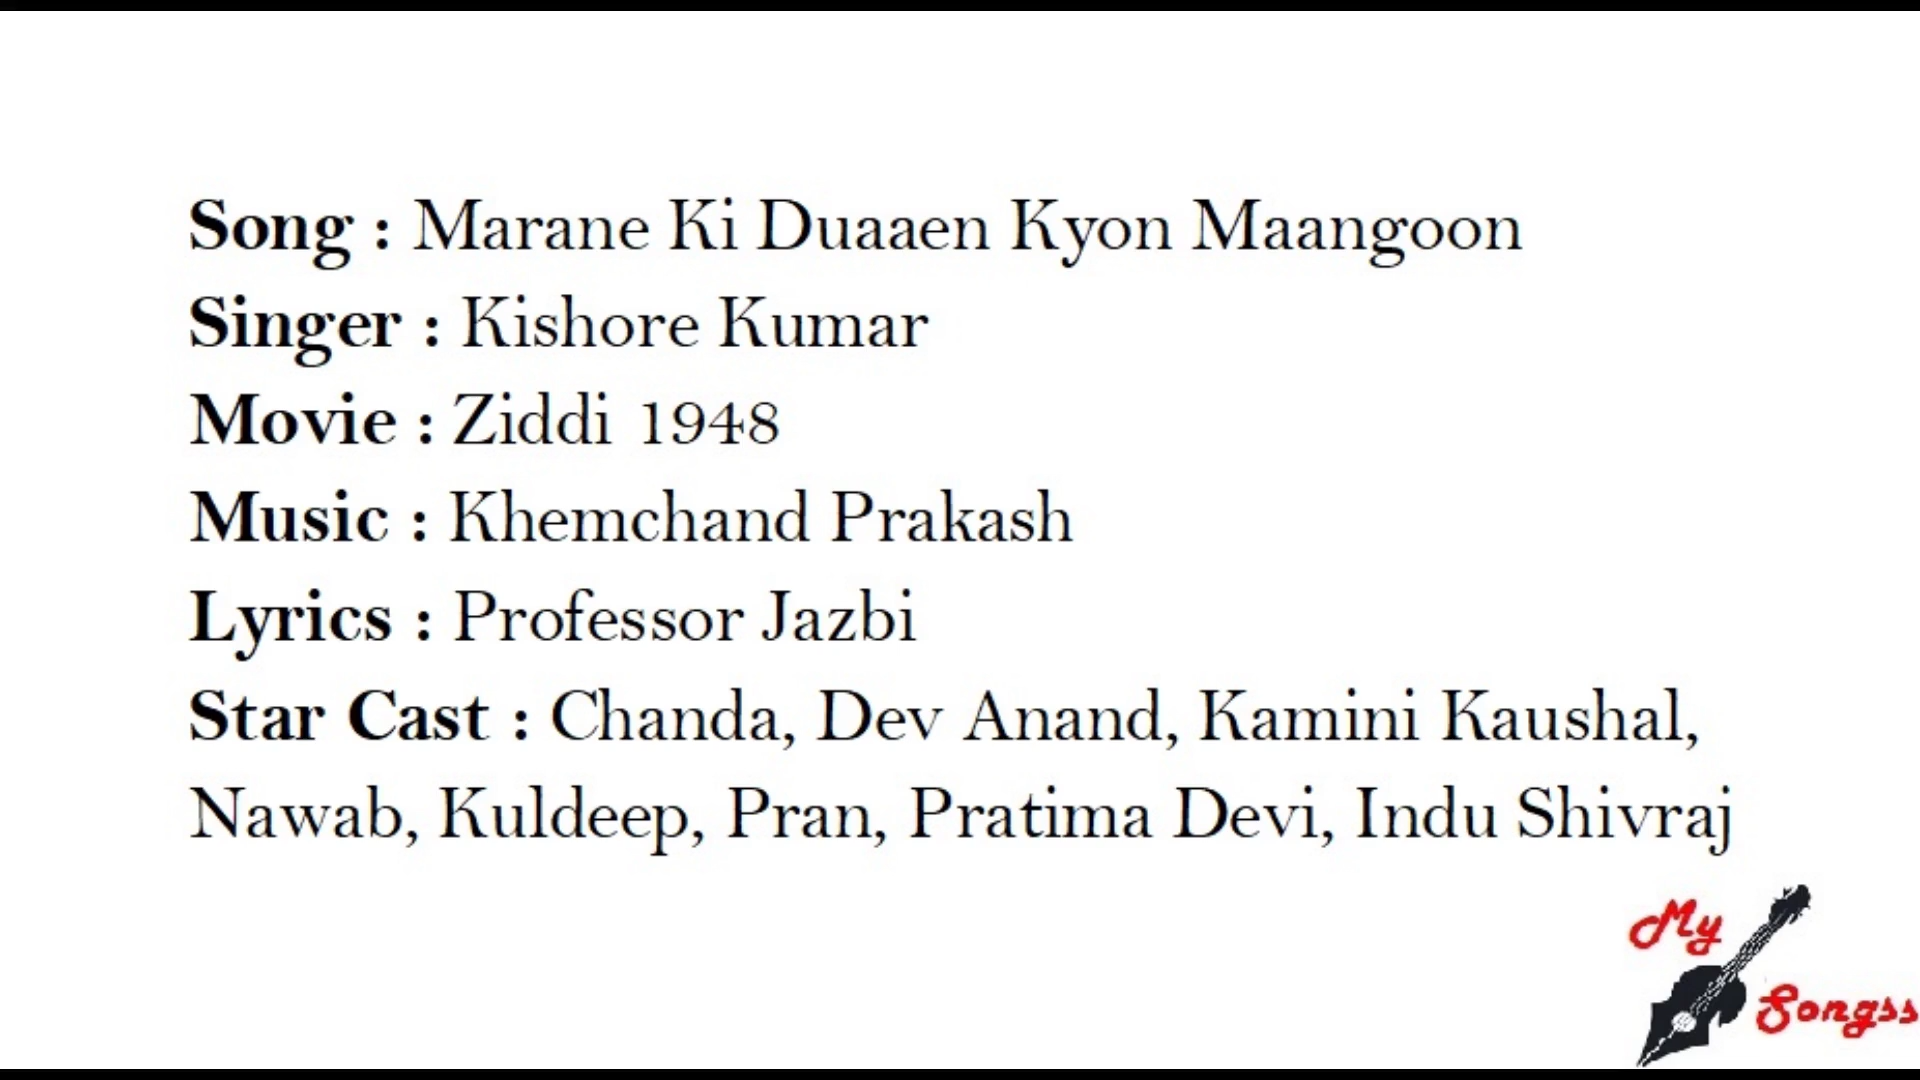 Song : Marane Ki Duaaen Kyon Maangoon
Singer : Kishore Kumar
Movie : Ziddi 1948
Music : Khemchand Prakash
Lyrics : Professor Jazbi
Star Cast : Chanda, Dev Anand, Kamini Kaushal,
Nawab, Kuldeep, Pran, Pratima Devi, Indu Shivraj
My
Songss